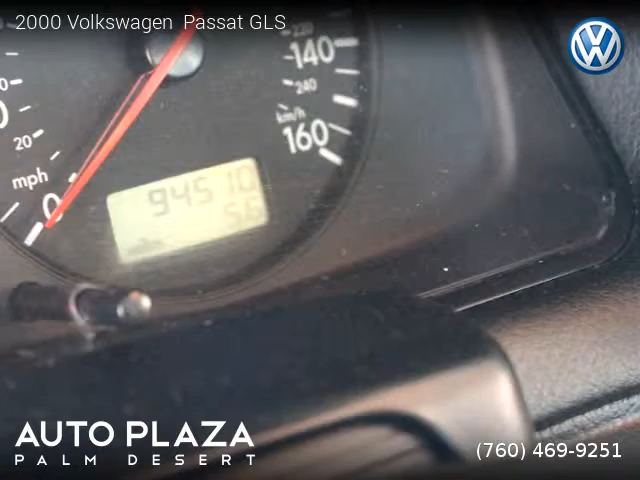 2000 Volkswagen Passat GLS
220
140
240
km/h
160
20
mph
0
94510
56
AUTO PLAZA
PALM DESERT
(760) 469-9251